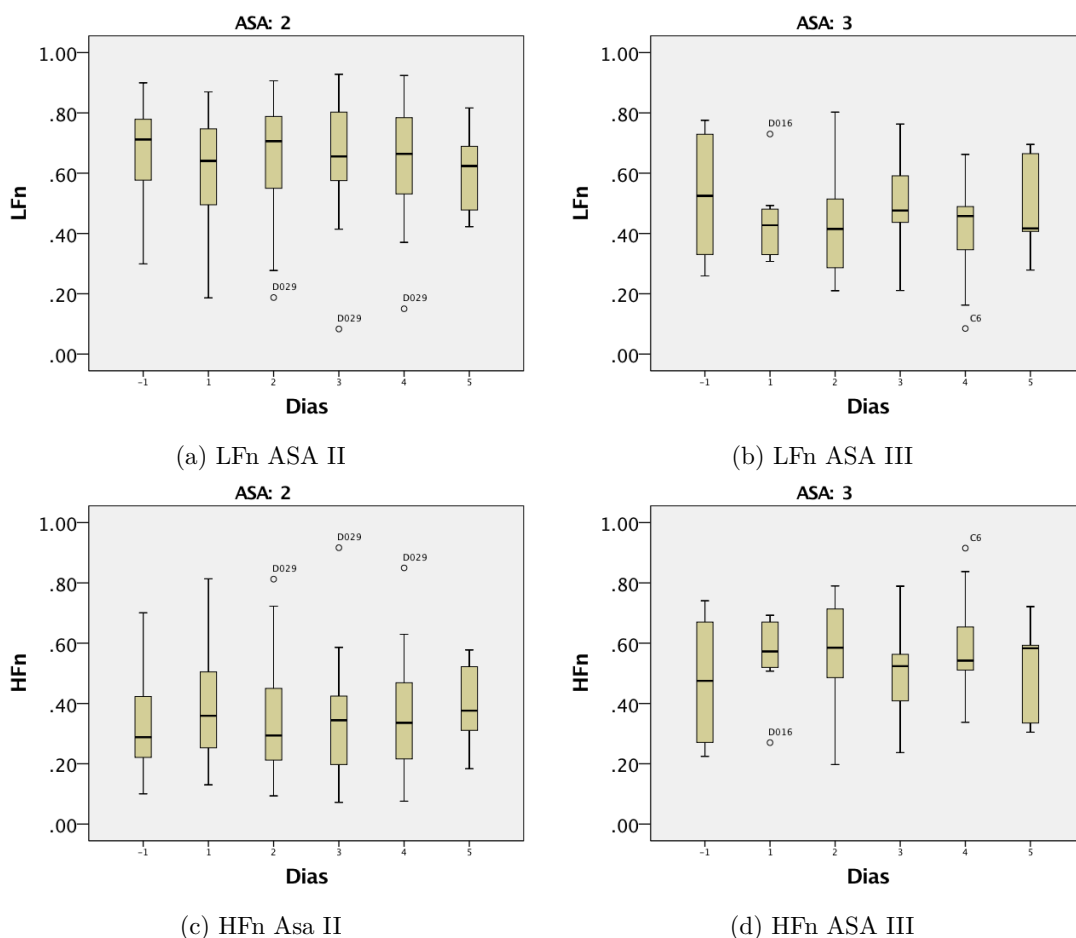 ASA: 2
1.00
.80
.60
.40
.20
.00
LFn
D029
D029
D029
-1 1 2 3 4 5
Dias
(a) LFn ASA II
ASA: 3
1.00
.80
.60
.40
.20
.00
LFn
D016
C6
-1 1 2 3 4 5
Dias
(b) LFn ASA III
ASA: 2
1.00
.80
.60
.40
.20
.00
HFn
D029
D029
D029
-1 1 2 3 4 5
Dias
(c) HFn Asa II
ASA: 3
1.00
.80
.60
.40
.20
.00
HFn
C6
D016
-1 1 2 3 4 5
Dias
(d) HFn ASA III